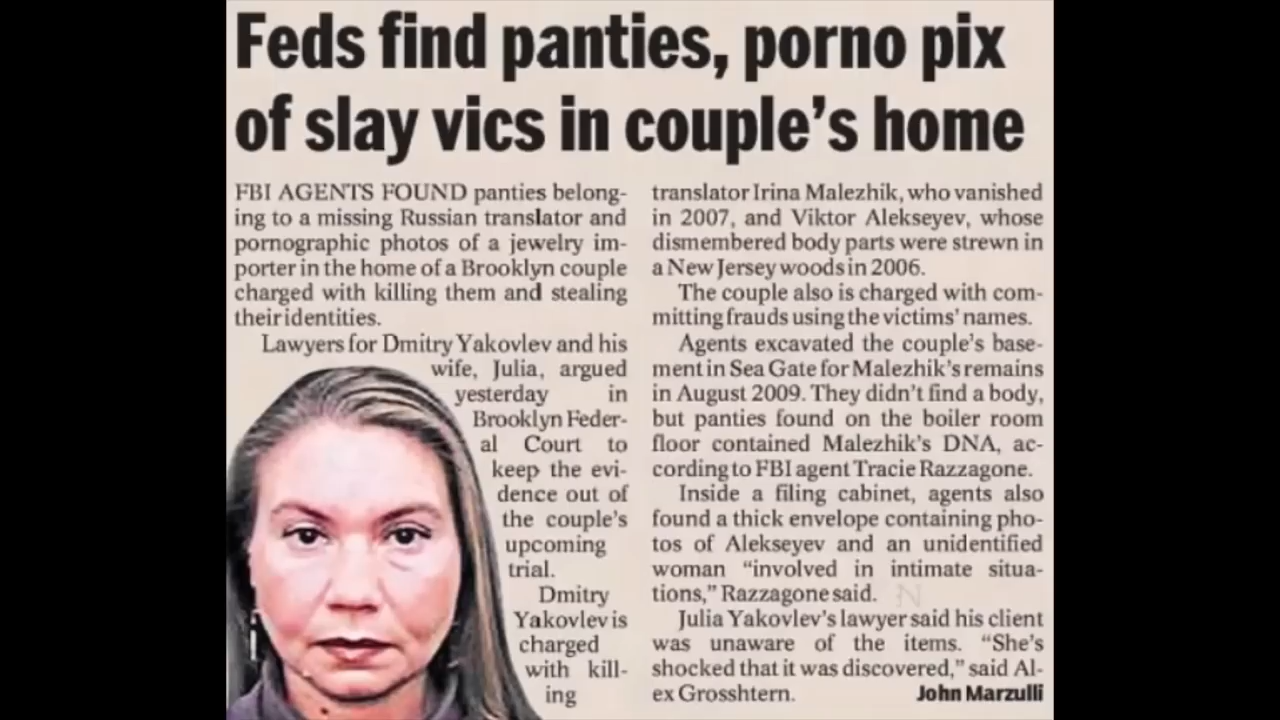 Feds find panties, porno pix
of slay vics in couple's home
FBI AGENTS FOUND panties belong-
ing to a missing Russian translator and
pornographic photos of a jewelry im-
porter in the home of a Brooklyn couple
charged with killing them and stealing
their identities.
Lawyers for Dmitry Yakovlev and his
wife, Julia, argued
yesterday in
Brooklyn Feder-
al Court to
keep the evi-
dence out of
the couple's
upcoming
trial.
Dmitry
Yakovlev is
charged
with kill-
ing
translator Irina Malezhik, who vanished
in 2007, and Viktor Alekseyev, whose
dismembered body parts were strewn in
a New Jersey woods in 2006.
The couple also is charged with com-
mitting frauds using the victims' names.
Agents excavated the couple's base-
ment in Sea Gate for Malezhik's remains
in August 2009. They didn't find a body,
but panties found on the boiler room
floor contained Malezhik's DNA, ac-
cording to FBI agent Tracie Razzagone.
Inside a filing cabinet, agents also
found a thick envelope containing pho-
tos of Alekseyev and an unidentified
woman “involved in intimate situa-
tions,” Razzagone said.
Julia Yakovlev's lawyer said his client
was unaware of the items. “She's
shocked that it was discovered,” said Al-
ex Grosshtern. John Marzulli